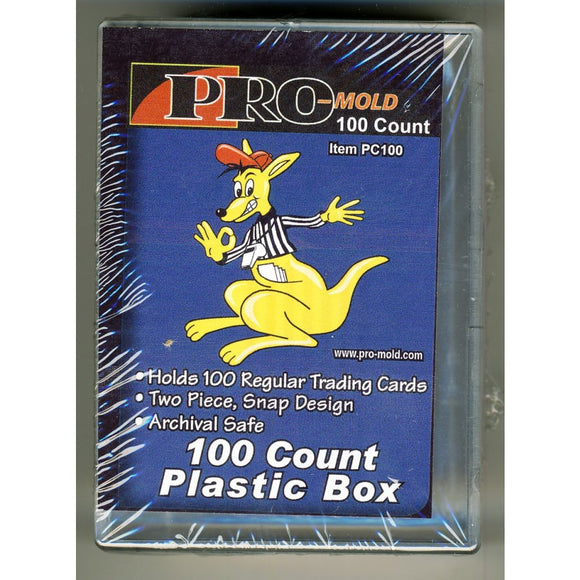 PRO-MOLD
100 Count
Item PC100
www.pro-mold.com
• Holds 100 Regular Trading Cards
• Two Piece, Snap Design
• Archival Safe
100 Count
Plastic Box